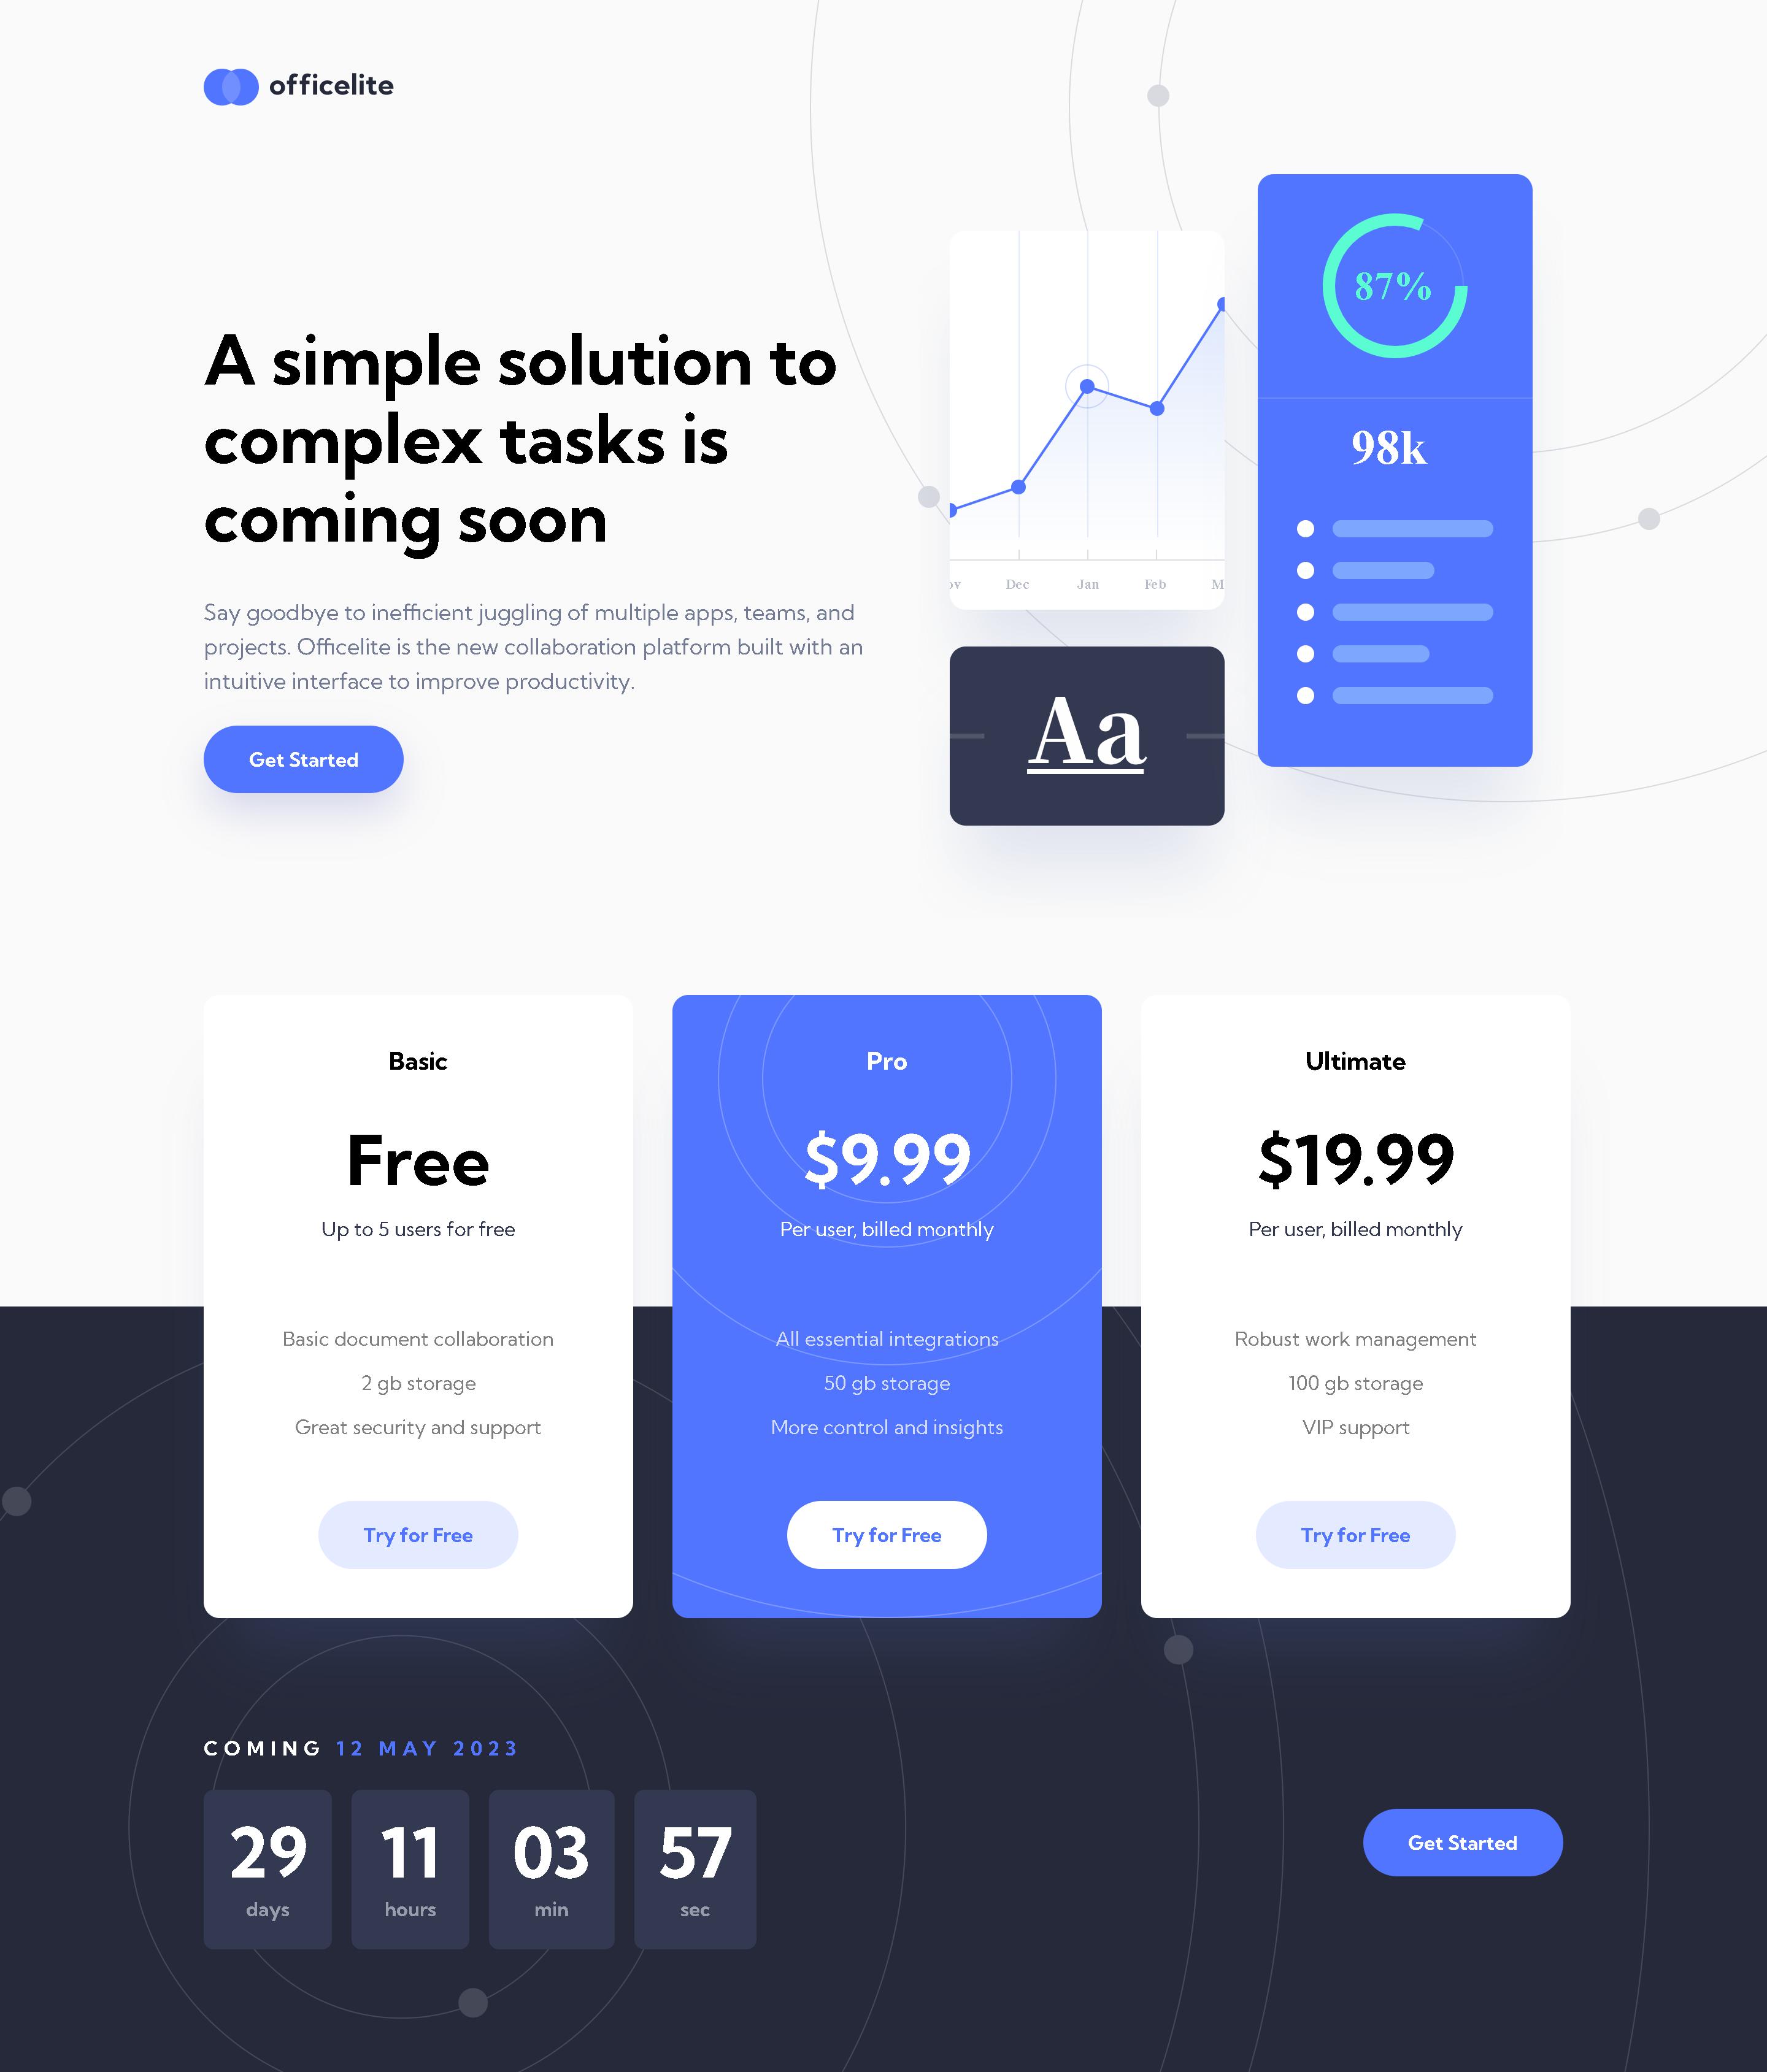 officelite
A simple solution to
complex tasks is
coming soon
Say goodbye to inefficient juggling of multiple apps, teams, and
projects. Officelite is the new collaboration platform built with an
intuitive interface to improve productivity.
Get Started
ov Dec Jan Feb M
Aa
87%
98k
Basic
Free
Up to 5 users for free
Basic document collaboration
2 gb storage
Great security and support
Try for Free
Pro
$9.99
Per user, billed monthly
All essential integrations
50 gb storage
More control and insights
Try for Free
Ultimate
$19.99
Per user, billed monthly
Robust work management
100 gb storage
VIP support
Try for Free
COMING 12 MAY 2023
29 11 03 57
days hours min sec
Get Started